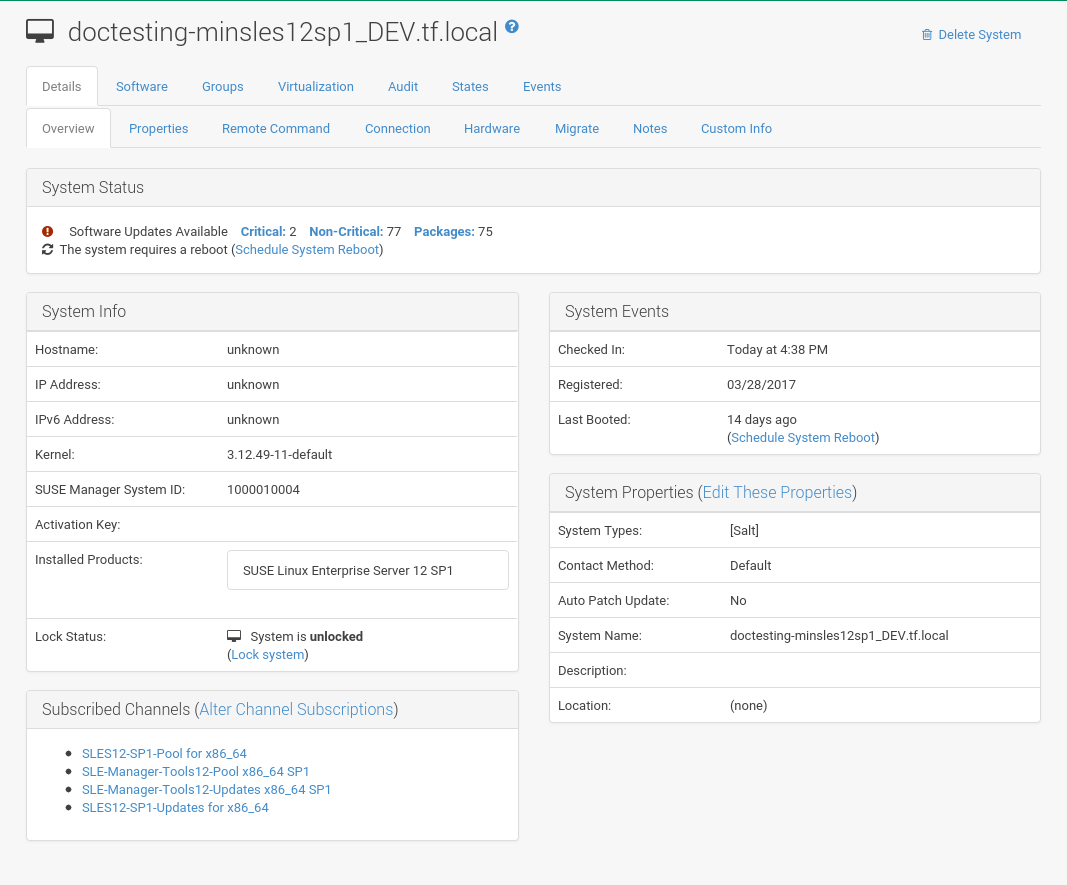 doctesting-minsles12sp1_DEV.tf.local ?
Delete System
Details Software Groups Virtualization Audit States Events
Overview Properties Remote Command Connection Hardware Migrate Notes Custom Info
System Status
Software Updates Available Critical: 2 Non-Critical: 77 Packages: 75
The system requires a reboot (Schedule System Reboot)
System Info
Hostname: unknown
IP Address: unknown
IPv6 Address: unknown
Kernel: 3.12.49-11-default
SUSE Manager System ID: 1000010004
Activation Key:
Installed Products: SUSE Linux Enterprise Server 12 SP1
Lock Status: System is unlocked
(Lock system)
Subscribed Channels (Alter Channel Subscriptions)
SLES12-SP1-Pool for x86_64
SLE-Manager-Tools12-Pool x86_64 SP1
SLE-Manager-Tools12-Updates x86_64 SP1
SLES12-SP1-Updates for x86_64
System Events
Checked In: Today at 4:38 PM
Registered: 03/28/2017
Last Booted: 14 days ago
(Schedule System Reboot)
System Properties (Edit These Properties)
System Types: [Salt]
Contact Method: Default
Auto Patch Update: No
System Name: doctesting-minsles12sp1_DEV.tf.local
Description:
Location: (none)